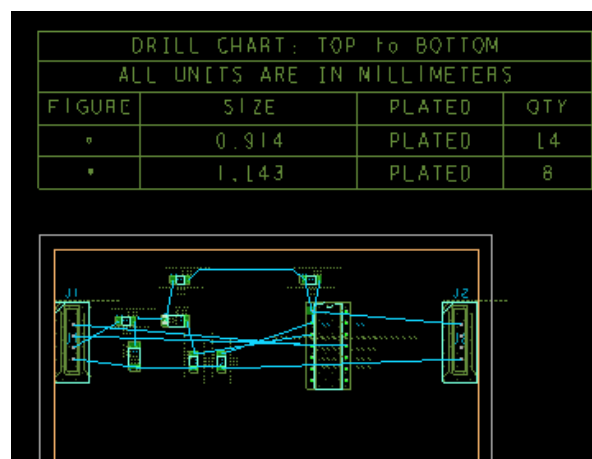 DRILL CHART: TOP to BOTTOM
ALL UNITS ARE IN MILLIMETERS
FIGURE SIZE PLATED QTY
0.914 PLATED 14
1.143 PLATED 8
J1 J2